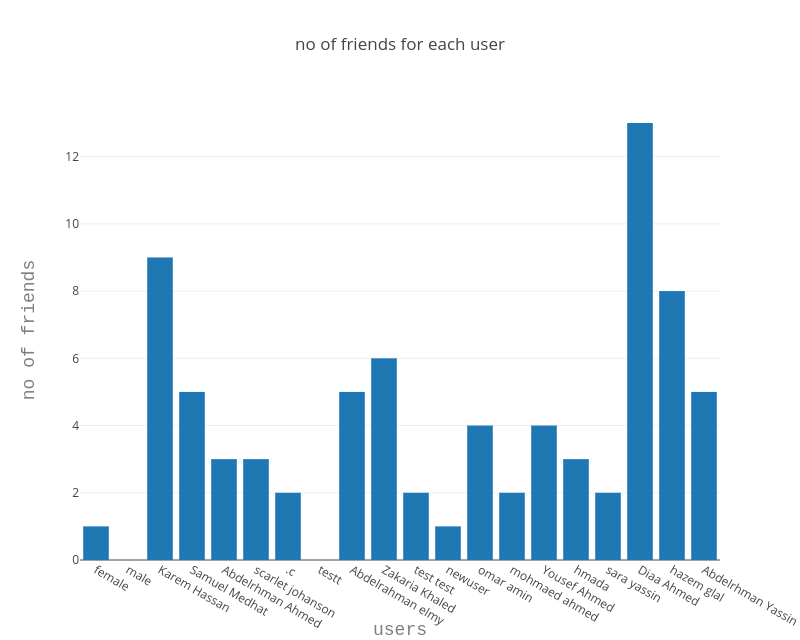 no of friends for each user
12
10
8
6
4
2
0
no of friends
female
male
Karem Hassan
Samuel Medhat
Abdelrhman Ahmed
scarlet johanson
.c
testt
Abdelrahman elmy
Zakaria Khaled
test test
newuser
omar amin
mohmaed ahmed
Yousef Ahmed
hmada
sara yassin
Diaa Ahmed
hazem glal
Abdelrhman Yassin
users